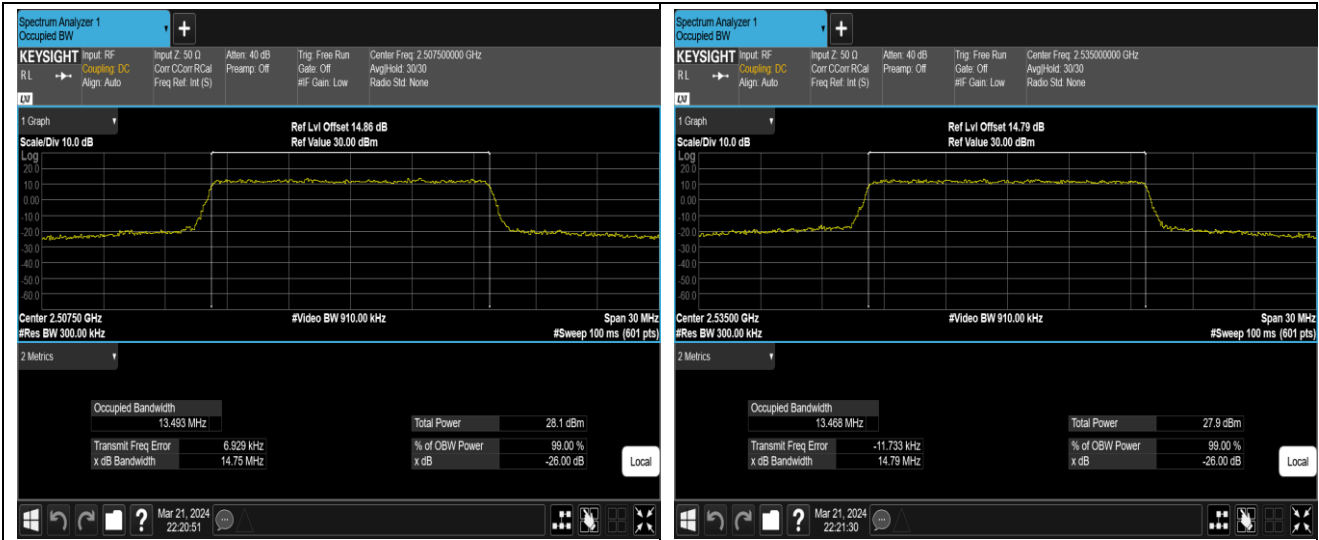 Spectrum Analyzer 1
Occupied BW
+
KEYSIGHT Input: RF Input Z: 50 Ω Atten: 40 dB Trig: Free Run Center Freq: 2.507500000 GHz
RL Coupling: DC Corr CCorr RCal Preamp: Off Gate: Off Avg|Hold: 30/30
Align: Auto Freq Ref: Int (S) #IF Gain: Low Radio Std: None
LXI
1 Graph
Ref Lvl Offset 14.86 dB
Scale/Div 10.0 dB Ref Value 30.00 dBm
Log
20.0
10.0
0.00
-10.0
-20.0
-30.0
-40.0
-50.0
-60.0
Center 2.50750 GHz #Video BW 910.00 kHz Span 30 MHz
#Res BW 300.00 kHz #Sweep 100 ms (601 pts)
2 Metrics
Occupied Bandwidth
13.493 MHz Total Power 28.1 dBm
Transmit Freq Error 6.929 kHz % of OBW Power 99.00 %
x dB Bandwidth 14.75 MHz x dB -26.00 dB
Local
? Mar 21, 2024
22:20:51
Spectrum Analyzer 1
Occupied BW
+
KEYSIGHT Input: RF Input Z: 50 Ω Atten: 40 dB Trig: Free Run Center Freq: 2.535000000 GHz
RL Coupling: DC Corr CCorr RCal Preamp: Off Gate: Off Avg|Hold: 30/30
Align: Auto Freq Ref: Int (S) #IF Gain: Low Radio Std: None
LXI
1 Graph
Ref Lvl Offset 14.79 dB
Scale/Div 10.0 dB Ref Value 30.00 dBm
Log
20.0
10.0
0.00
-10.0
-20.0
-30.0
-40.0
-50.0
-60.0
Center 2.53500 GHz #Video BW 910.00 kHz Span 30 MHz
#Res BW 300.00 kHz #Sweep 100 ms (601 pts)
2 Metrics
Occupied Bandwidth
13.468 MHz Total Power 27.9 dBm
Transmit Freq Error -11.733 kHz % of OBW Power 99.00 %
x dB Bandwidth 14.79 MHz x dB -26.00 dB
Local
? Mar 21, 2024
22:21:30